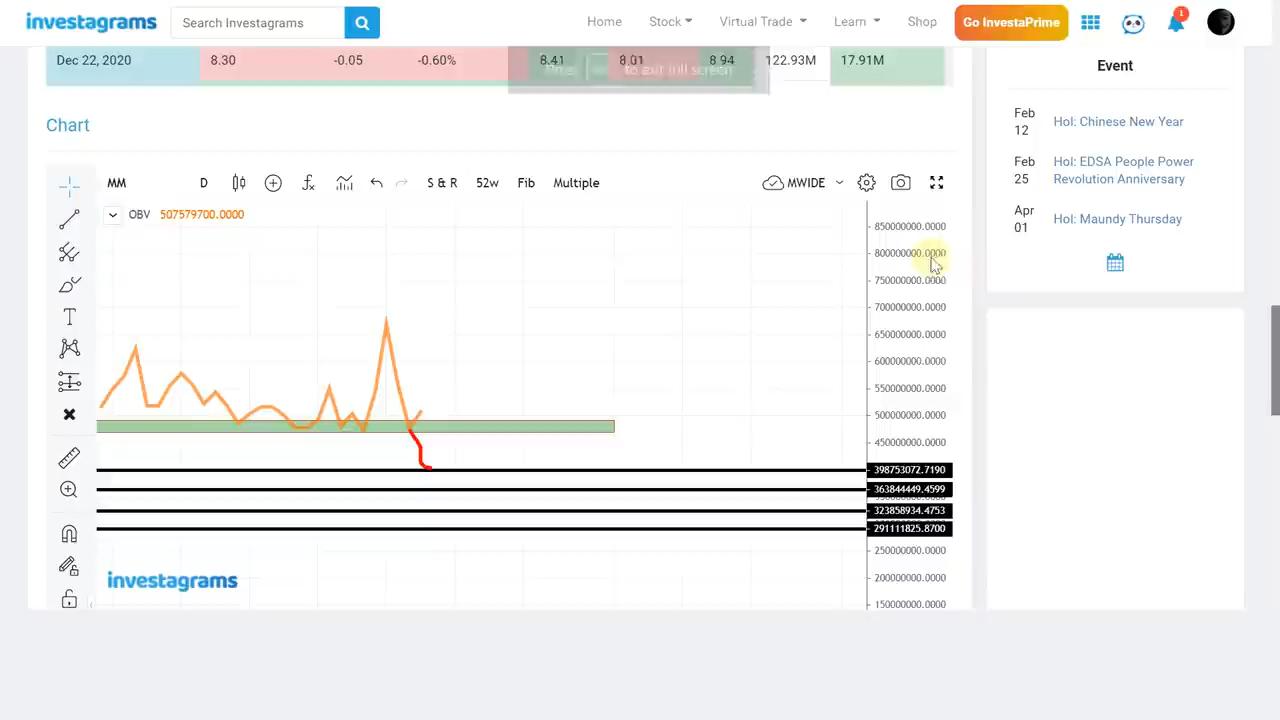 investagrams Search Investagrams Home Stock Virtual Trade Learn Shop Go InvestaPrime 1
Dec 22, 2020 8.30 -0.05 -0.60% 8.41 8.01 8.94 122.93M 17.91M
to exit full screen
Event
Feb 12 Hol: Chinese New Year
Feb 25 Hol: EDSA People Power
Revolution Anniversary
Apr 01 Hol: Maundy Thursday
Chart
MM D S & R 52w Fib Multiple MWIDE
OBV 507579700.0000
850000000.0000
800000000.0000
750000000.0000
700000000.0000
650000000.0000
600000000.0000
550000000.0000
500000000.0000
450000000.0000
398753072.7190
363844449.4599
323858934.4753
291111825.8700
250000000.0000
200000000.0000
150000000.0000
investagrams